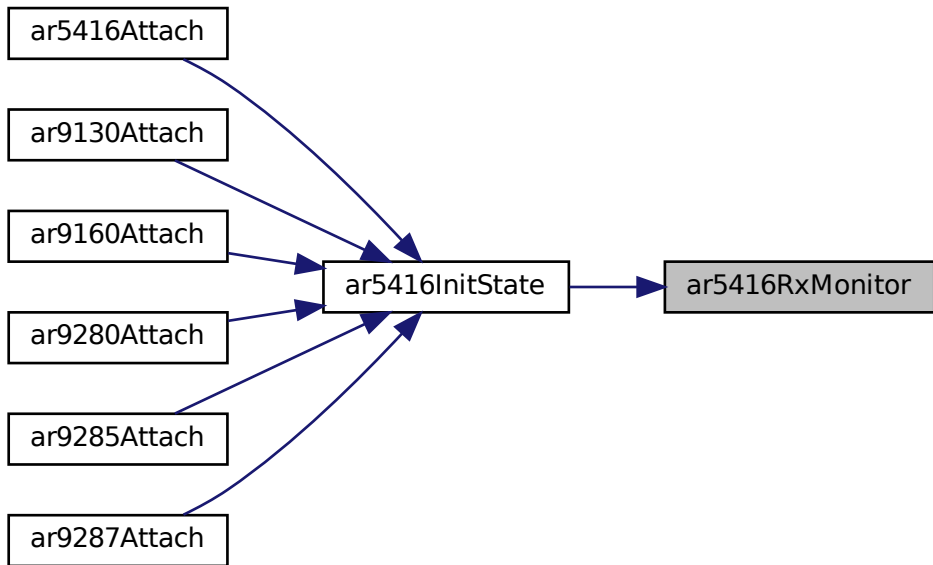 ar5416Attach
ar9130Attach
ar9160Attach
ar9280Attach
ar9285Attach
ar9287Attach
ar5416InitState
ar5416RxMonitor